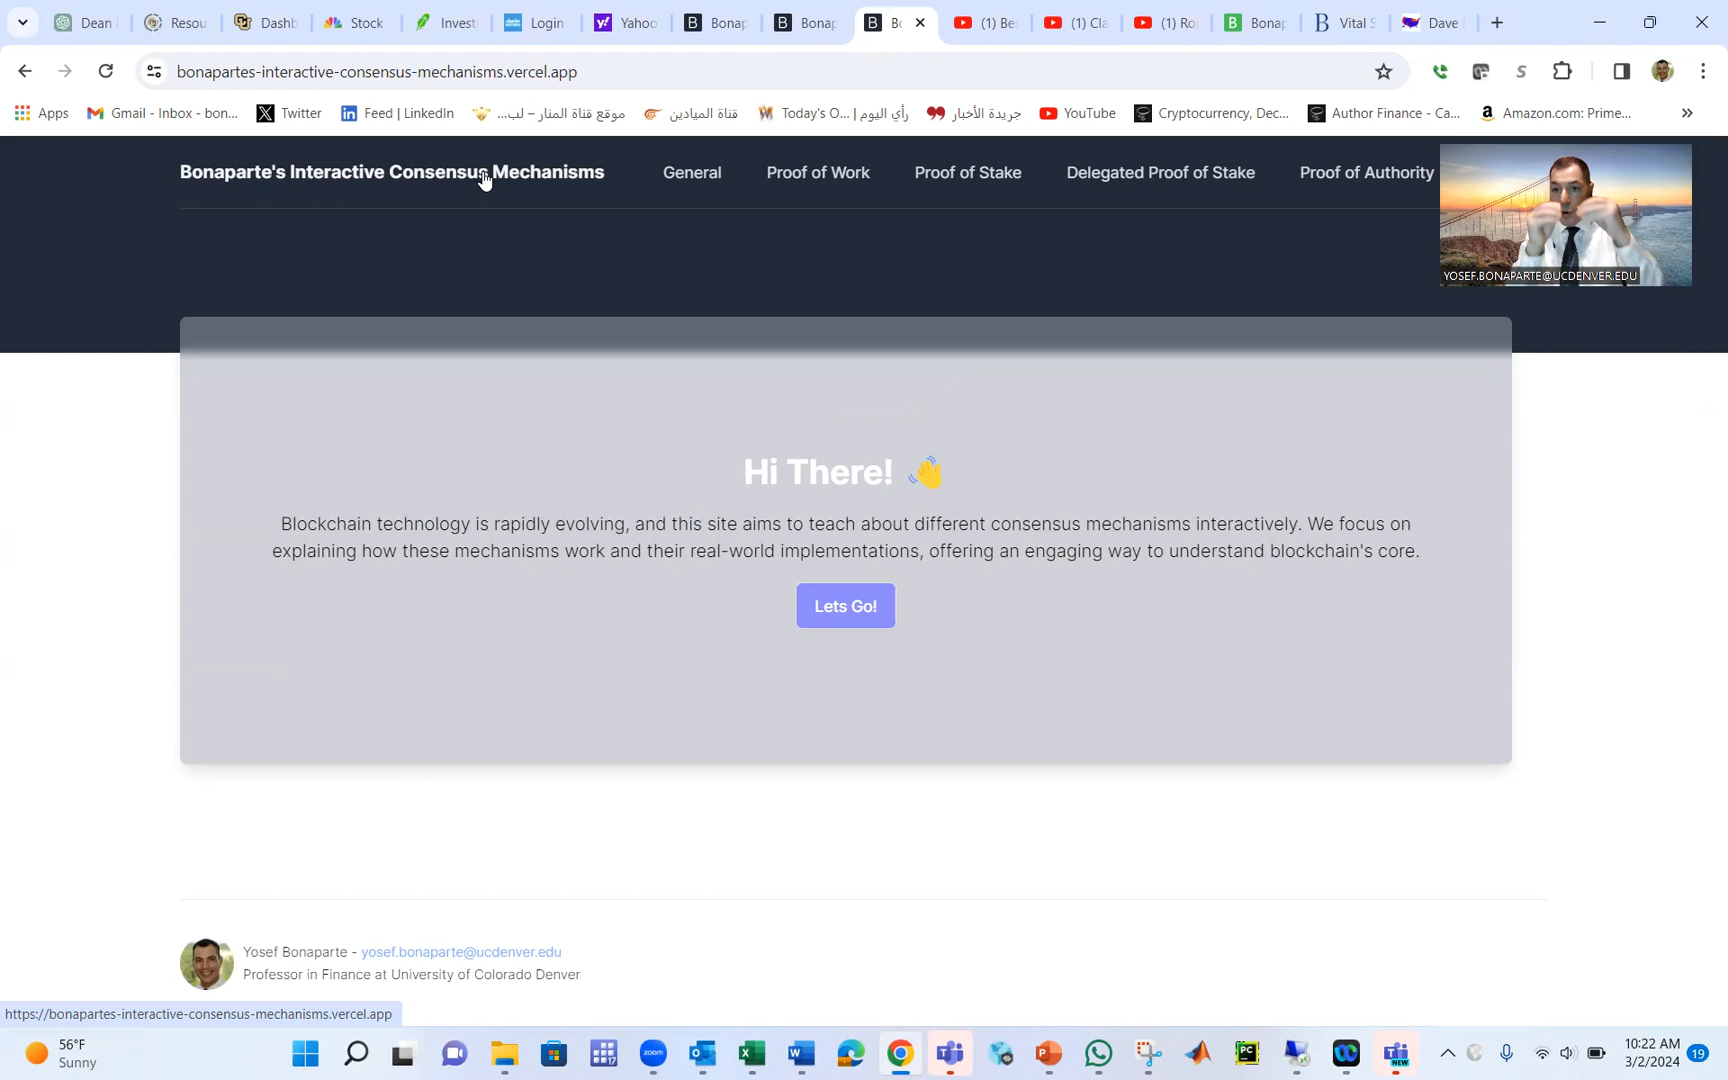 Dean
Resou
Dashb
Stock
Investi
Login
Yahoo
Bonap
Bonap
Bo
(1) Be
(1) Cla
(1) Ro
Bonap
Vital S
Dave
bonapartes-interactive-consensus-mechanisms.vercel.app
Apps
Gmail - Inbox - bon...
Twitter
Feed | LinkedIn
موقع قناة المنار – لب...
قناة الميادين
Today's O... | رأي اليوم
جريدة الأخبار
YouTube
Cryptocurrency, Dec...
Author Finance - Ca...
Amazon.com: Prime...
Bonaparte's Interactive Consensus Mechanisms
General
Proof of Work
Proof of Stake
Delegated Proof of Stake
Proof of Authority
YOSEF.BONAPARTE@UCDENVER.EDU
Hi There! 👋
Blockchain technology is rapidly evolving, and this site aims to teach about different consensus mechanisms interactively. We focus on
explaining how these mechanisms work and their real-world implementations, offering an engaging way to understand blockchain's core.
Lets Go!
Yosef Bonaparte - yosef.bonaparte@ucdenver.edu
Professor in Finance at University of Colorado Denver
https://bonapartes-interactive-consensus-mechanisms.vercel.app
56°F
Sunny
zoom
17
PC
NEW
10:22 AM
3/2/2024
19